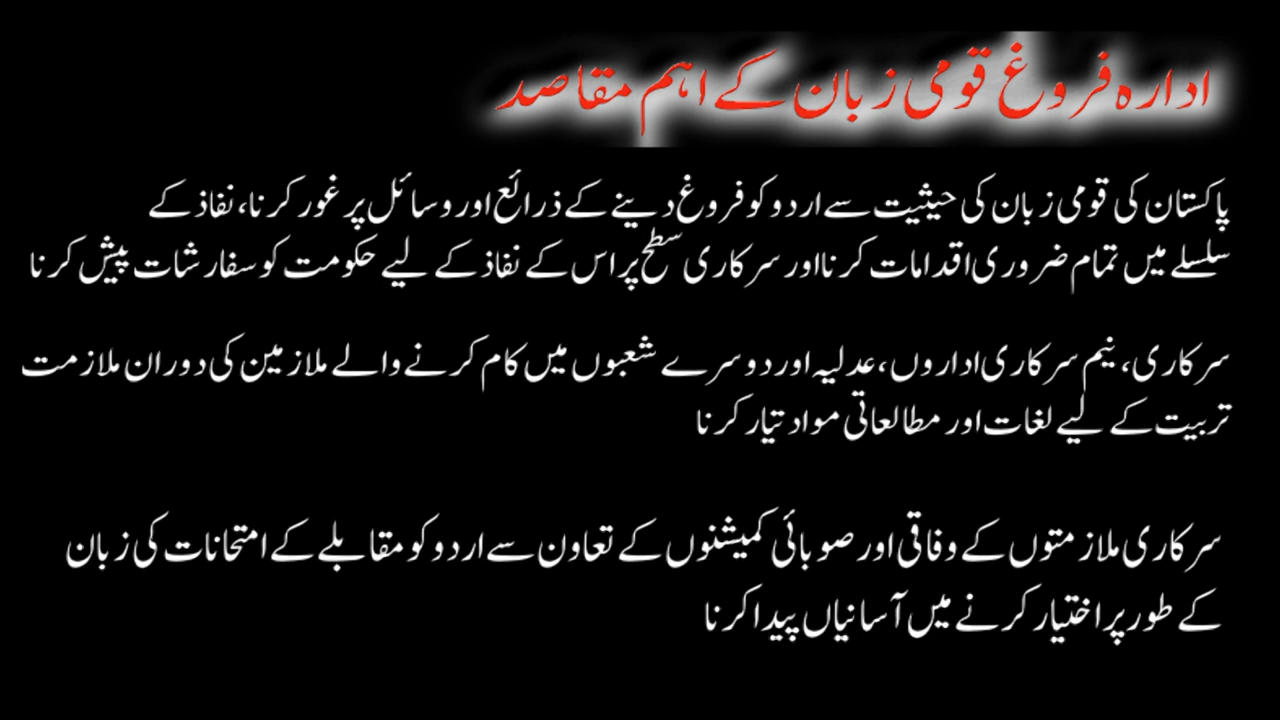 ادارہ فروغ قومی زبان کے اہم مقاصد
پاکستان کی قومی زبان کی حیثیت سے اردو کو فروغ دینے کے ذرائع اور وسائل پر غور کرنا، نفاذ کے
سلسلے میں تمام ضروری اقدامات کرنا اور سرکاری سطح پر اس کے نفاذ کے لیے حکومت کو سفارشات پیش کرنا
سرکاری، نیم سرکاری اداروں، عدلیہ اور دوسرے شعبوں میں کام کرنے والے ملازمین کی دوران ملازمت
تربیت کے لیے لغات اور مطالعاتی مواد تیار کرنا
سرکاری ملازمتوں کے وفاقی اور صوبائی کمیشنوں کے تعاون سے اردو کو مقابلے کے امتحانات کی زبان
کے طور پر اختیار کرنے میں آسانیاں پیدا کرنا